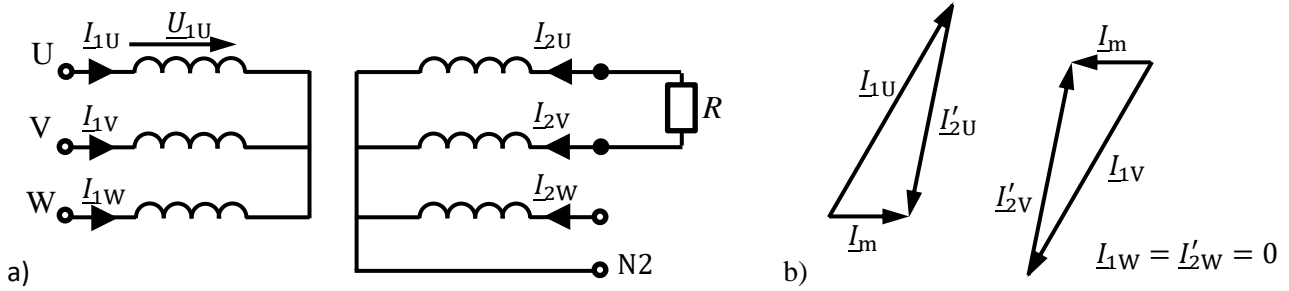 U
I1U
U1U
I2U
R
V
I1V
I2V
W
I1W
I2W
N2
a)
I1U
I′2U
Im
Im
I′2V
I1V
I1W = I′2W = 0
b)